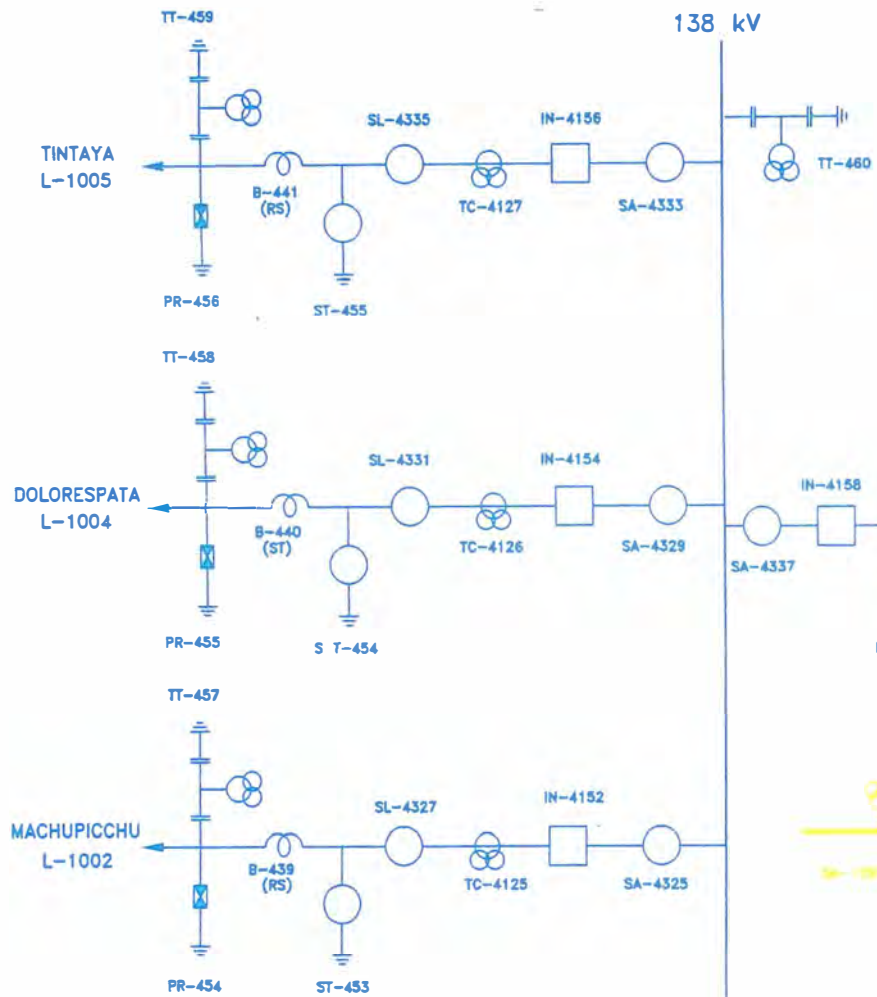 TT-459
138 kV
SL-4335
IN-4156
TINTAYA
L-1005
B-441
(RS)
TC-4127
SA-4333
TT-460
PR-456
ST-455
TT-458
SL-4331
IN-4154
DOLORESPATA
L-1004
B-440
(ST)
TC-4126
SA-4329
IN-4158
SA-4337
PR-455
S T-454
TT-457
SL-4327
IN-4152
MACHUPICCHU
L-1002
B-439
(RS)
TC-4125
SA-4325
PR-454
ST-453